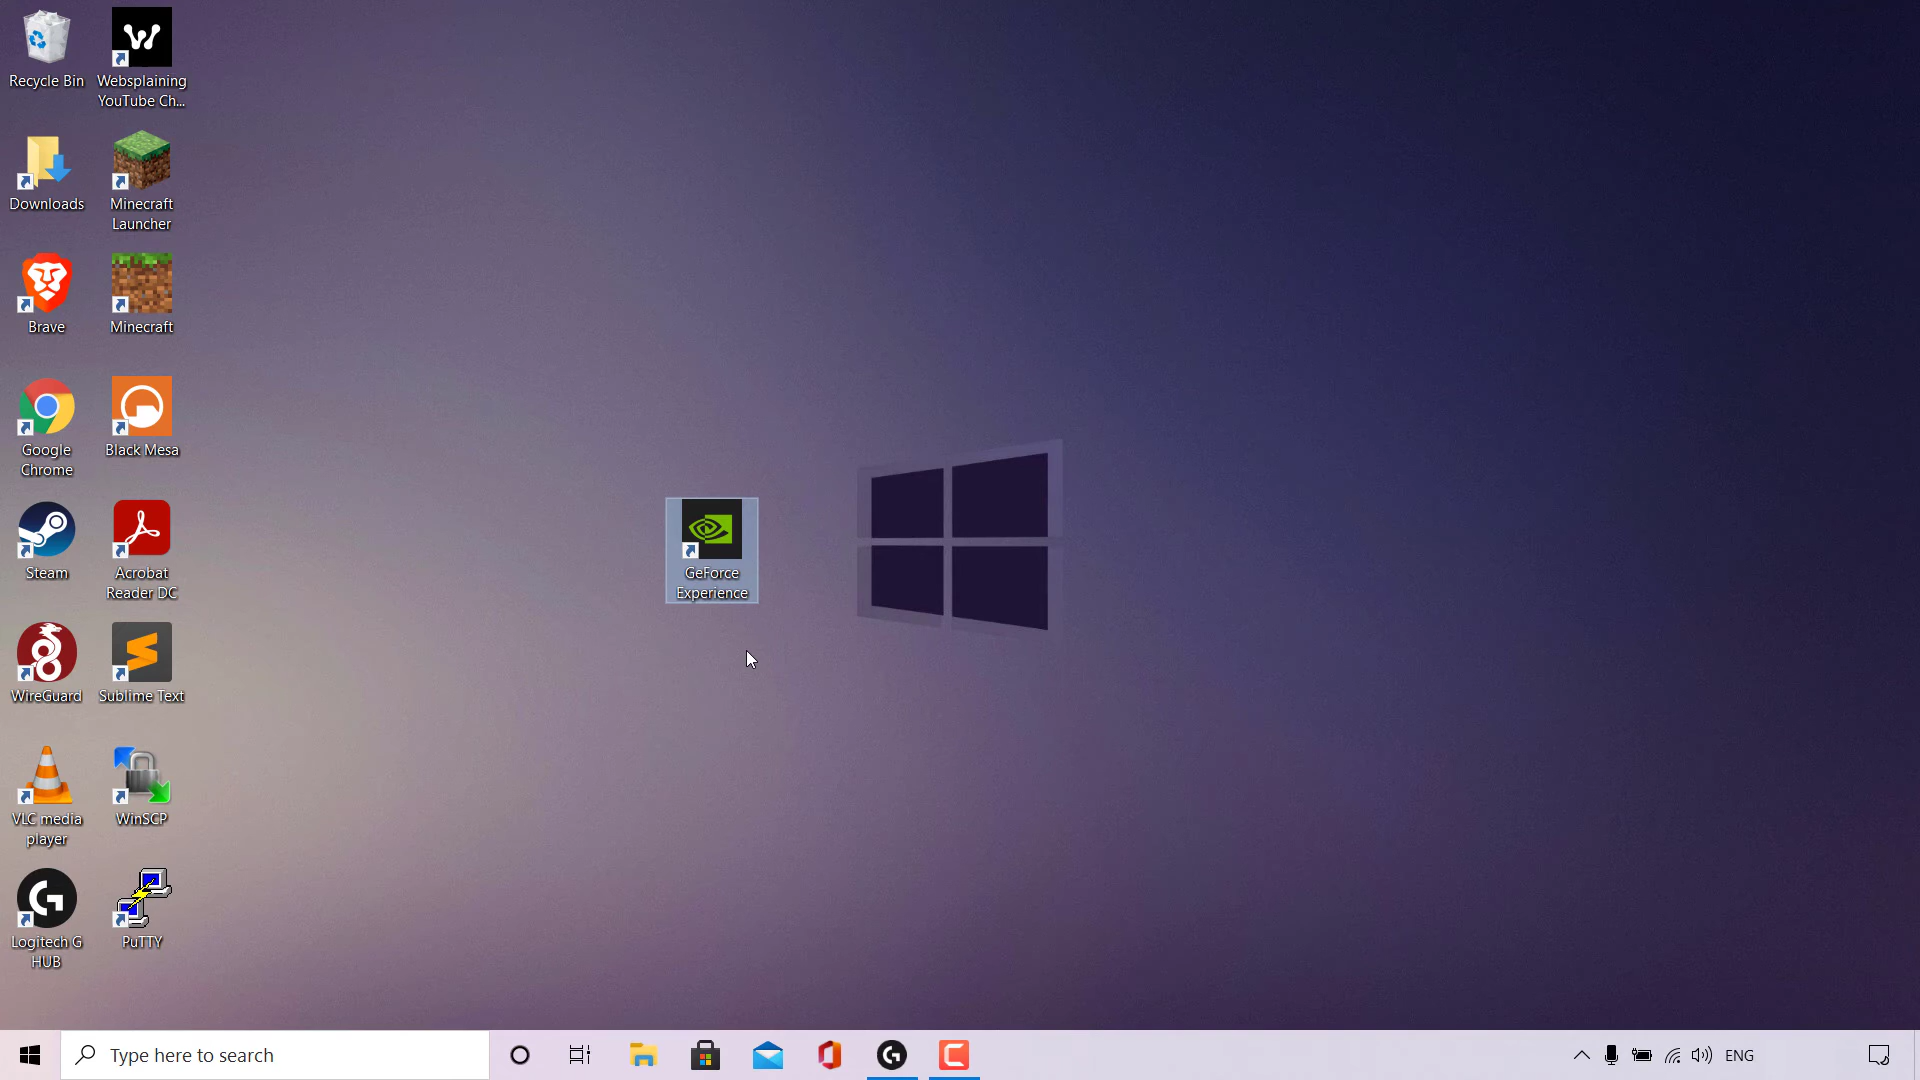 Recycle Bin
Websplaining
YouTube Ch...
Downloads
Minecraft
Launcher
Brave
Minecraft
Google
Chrome
Black Mesa
Steam
Acrobat
Reader DC
GeForce
Experience
WireGuard
Sublime Text
VLC media
player
WinSCP
Logitech G
HUB
PuTTY
Type here to search
ENG